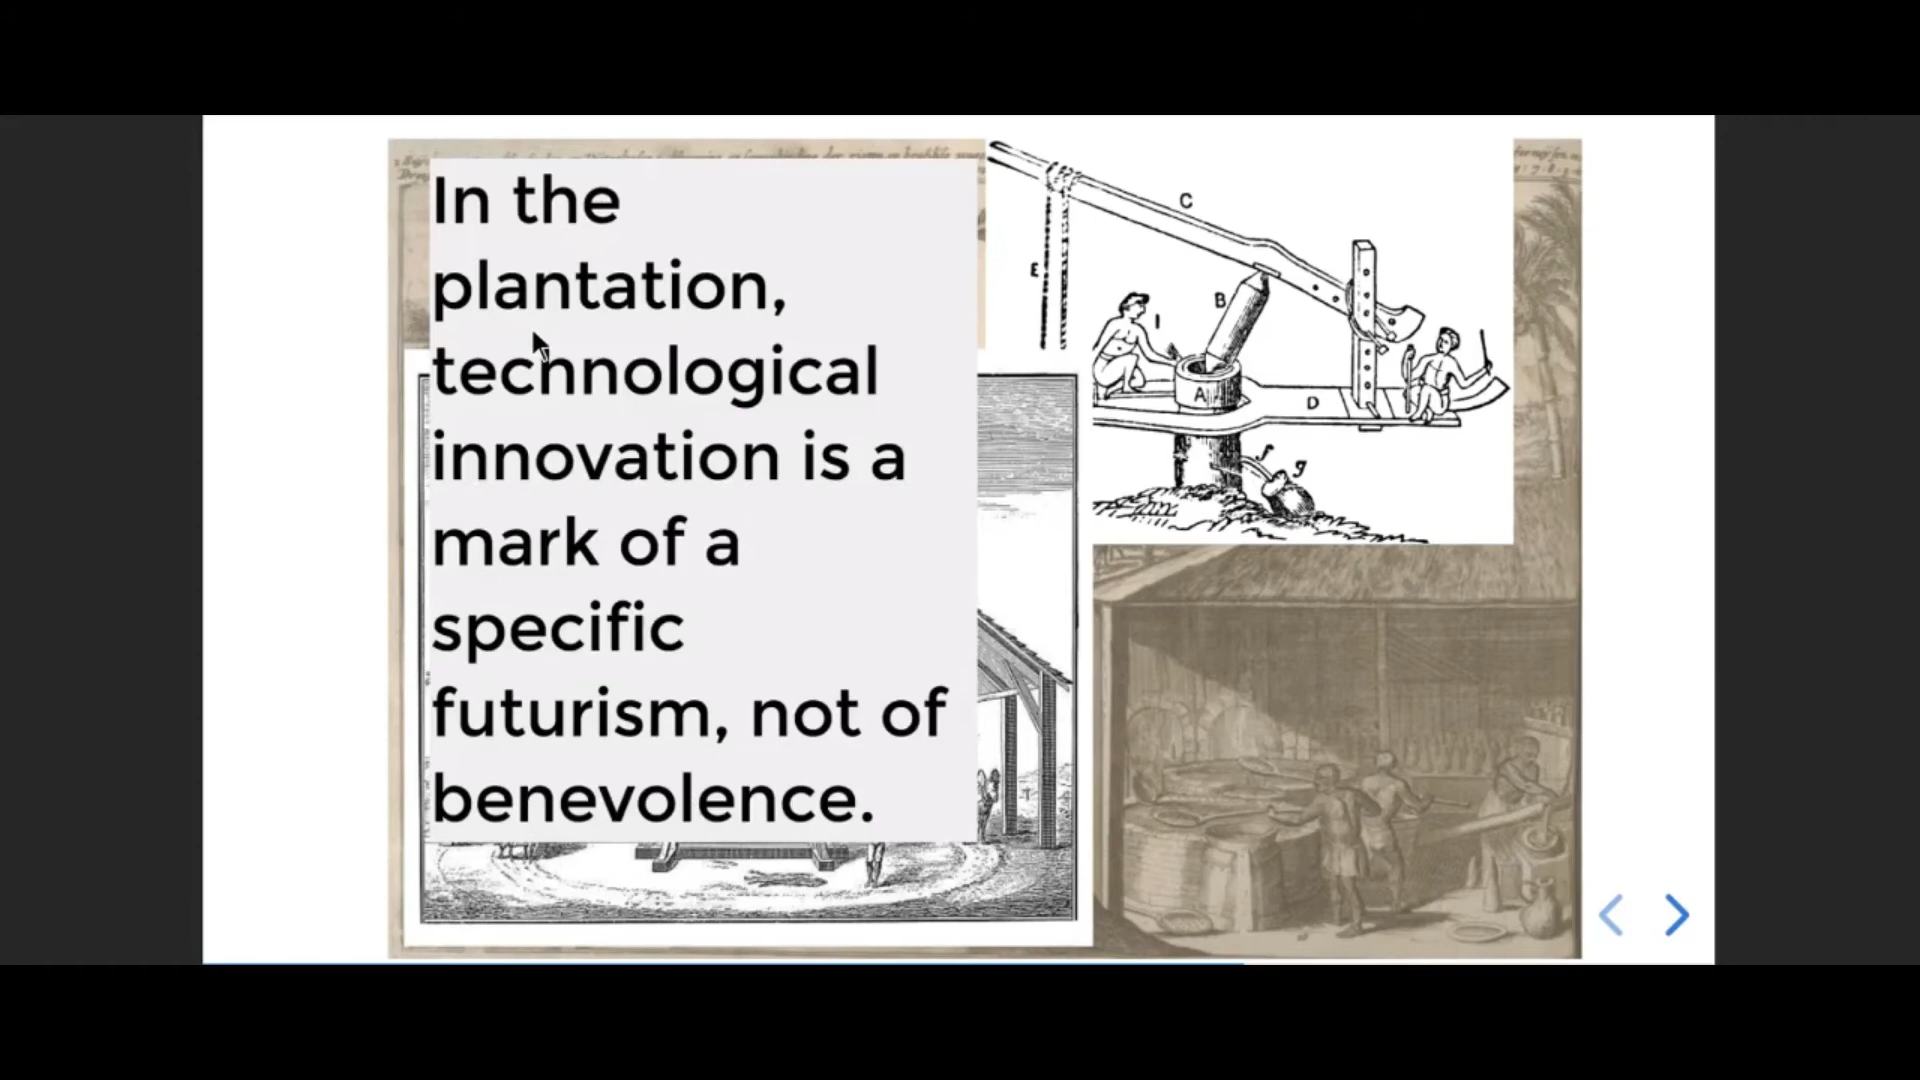 In the
plantation,
technological
innovation is a
mark of a
specific
futurism, not of
benevolence.
C
E
B
I
A
D
f
g